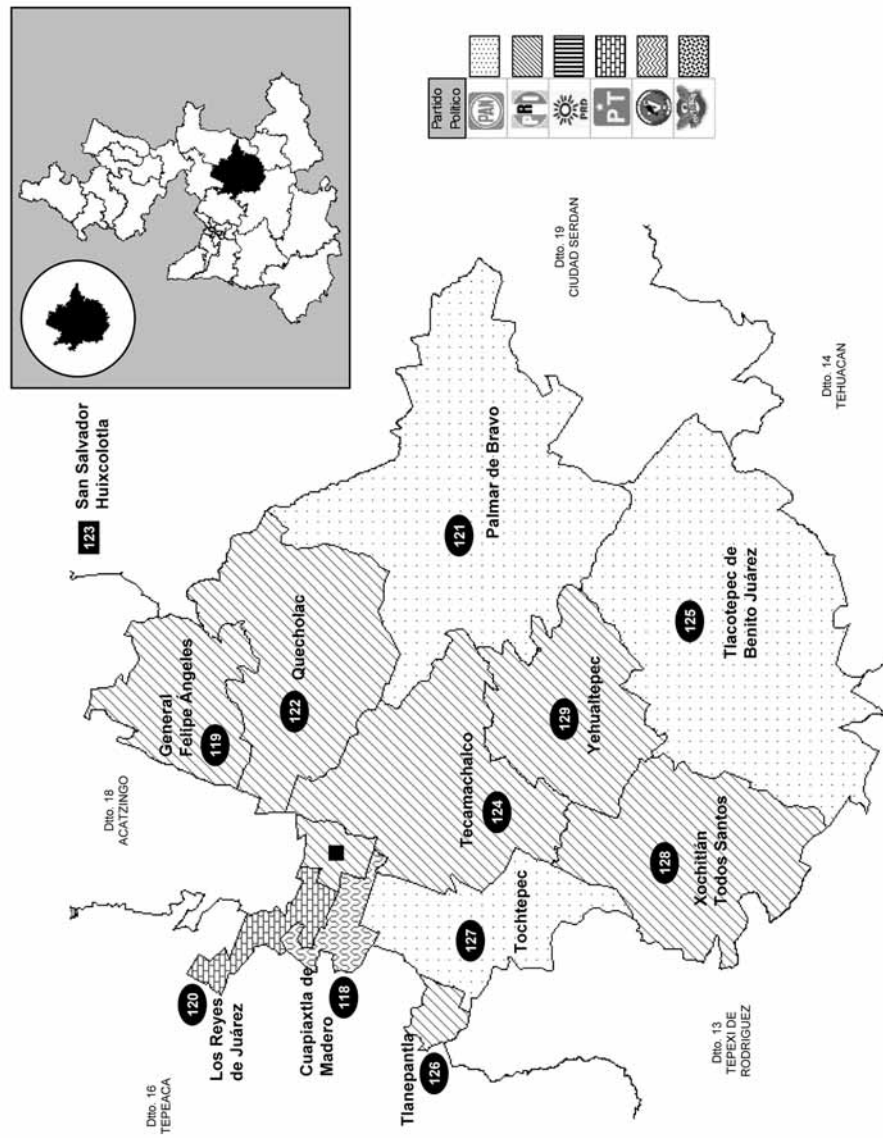 Partido
Político
PAN
PRD
PRD
PT
123
San Salvador
Huixcolotla
Dtto. 18
ACATZINGO
General
Felipe Ángeles
119
122
Quecholac
Dtto. 16
TEPEACA
120
Los Reyes
de Juárez
Cuapiaxtla de
Madero
118
Tlanepantla
126
127
Tochtepec
Tecamachalco
124
121
Palmar de Bravo
129
Yehualtepec
128
Xochitlán
Todos Santos
125
Tlacotepec de
Benito Juárez
Dtto. 19
CIUDAD SERDAN
Dtto. 14
TEHUACAN
Dtto. 13
TEPEXI DE
RODRIGUEZ